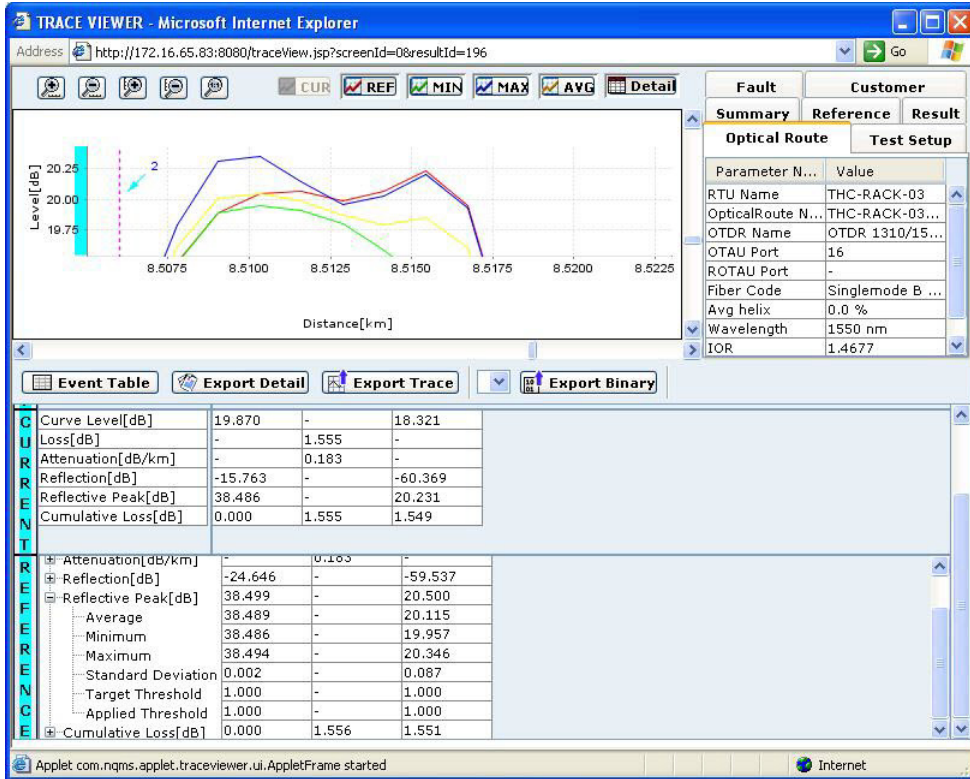 TRACE VIEWER - Microsoft Internet Explorer
Address http://172.16.65.83:8080/traceView.jsp?screenId=0&resultId=196 Go
CUR REF MIN MAX AVG Detail
Fault Customer
Summary Reference Result
Optical Route Test Setup
Parameter N... Value
RTU Name THC-RACK-03
OpticalRoute N... THC-RACK-03...
OTDR Name OTDR 1310/15...
OTAU Port 16
ROTAU Port -
Fiber Code Singlemode B ...
Avg helix 0.0 %
Wavelength 1550 nm
IOR 1.4677
Level[dB]
20.25
20.00
19.75
2
8.5075 8.5100 8.5125 8.5150 8.5175 8.5200 8.5225
Distance[km]
Event Table Export Detail Export Trace Export Binary
CURRENT
Curve Level[dB] 19.870 - 18.321
Loss[dB] - 1.555 -
Attenuation[dB/km] - 0.183 -
Reflection[dB] -15.763 - -60.369
Reflective Peak[dB] 38.486 - 20.231
Cumulative Loss[dB] 0.000 1.555 1.549
REFERENCE
Attenuation[dB/km] - 0.183 -
Reflection[dB] -24.646 - -59.537
Reflective Peak[dB] 38.499 - 20.500
Average 38.489 - 20.115
Minimum 38.486 - 19.957
Maximum 38.494 - 20.346
Standard Deviation 0.002 - 0.087
Target Threshold 1.000 - 1.000
Applied Threshold 1.000 - 1.000
Cumulative Loss[dB] 0.000 1.556 1.551
Applet com.nqms.applet.traceviewer.ui.AppletFrame started Internet